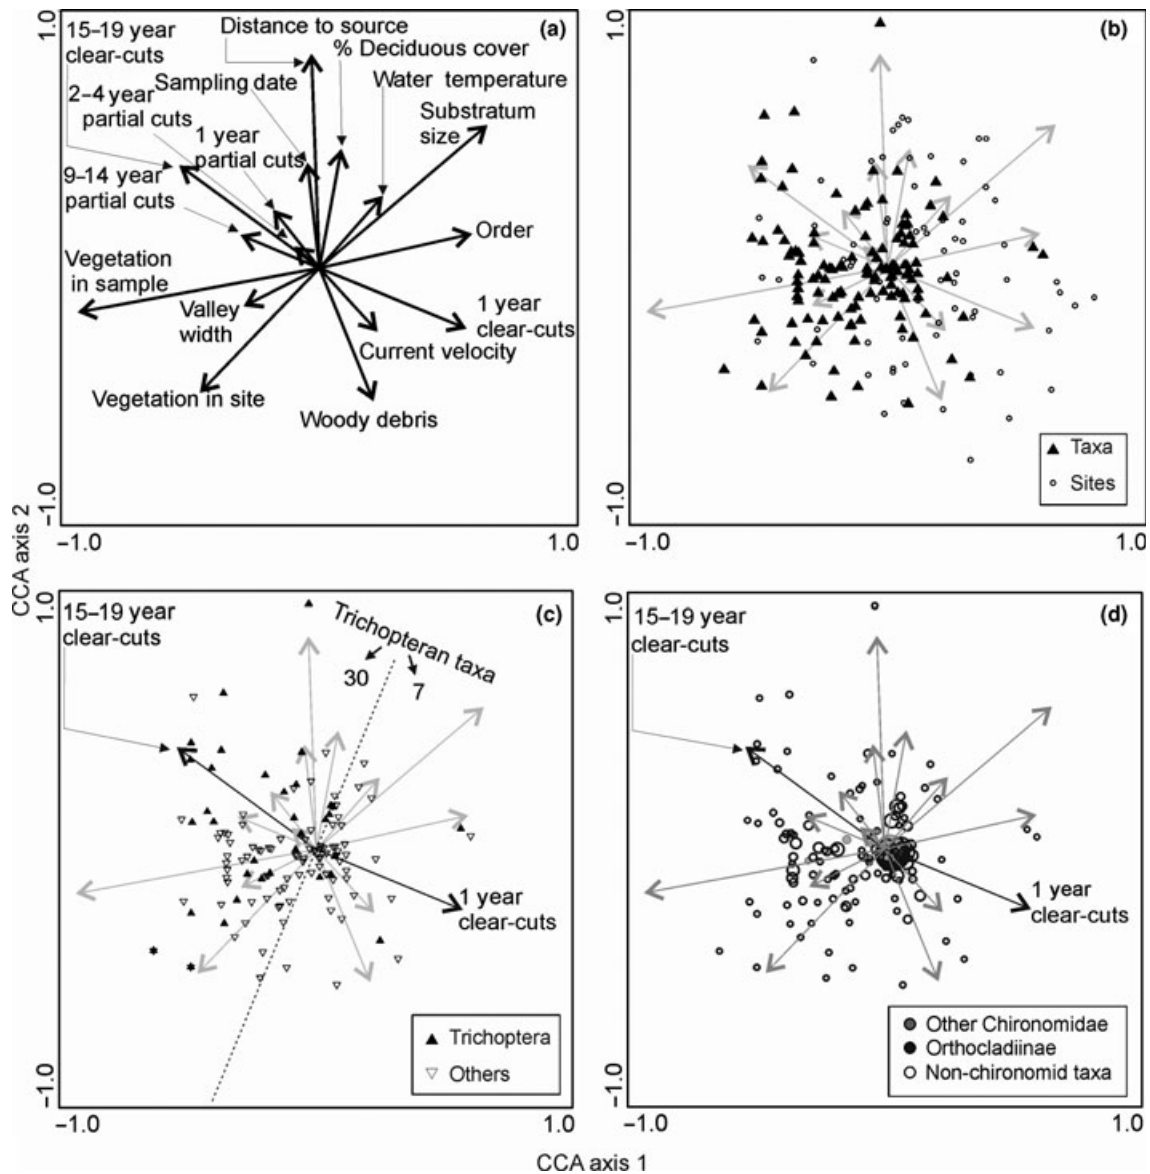 1.0
15–19 year
clear-cuts
Distance to source
(a)
% Deciduous cover
Sampling date
Water temperature
2–4 year
partial cuts
Substratum
size
1 year
partial cuts
9–14 year
partial cuts
Order
Vegetation
in sample
Valley
width
1 year
clear-cuts
Current velocity
Vegetation in site
Woody debris
–1.0
–1.0
1.0
1.0
(b)
Taxa
Sites
–1.0
–1.0
1.0
CCA axis 2
1.0
15–19 year
clear-cuts
Trichopteran taxa
(c)
30
7
1 year
clear-cuts
Trichoptera
Others
–1.0
–1.0
1.0
1.0
15–19 year
clear-cuts
(d)
1 year
clear-cuts
Other Chironomidae
Orthocladiinae
Non-chironomid taxa
–1.0
–1.0
1.0
CCA axis 1